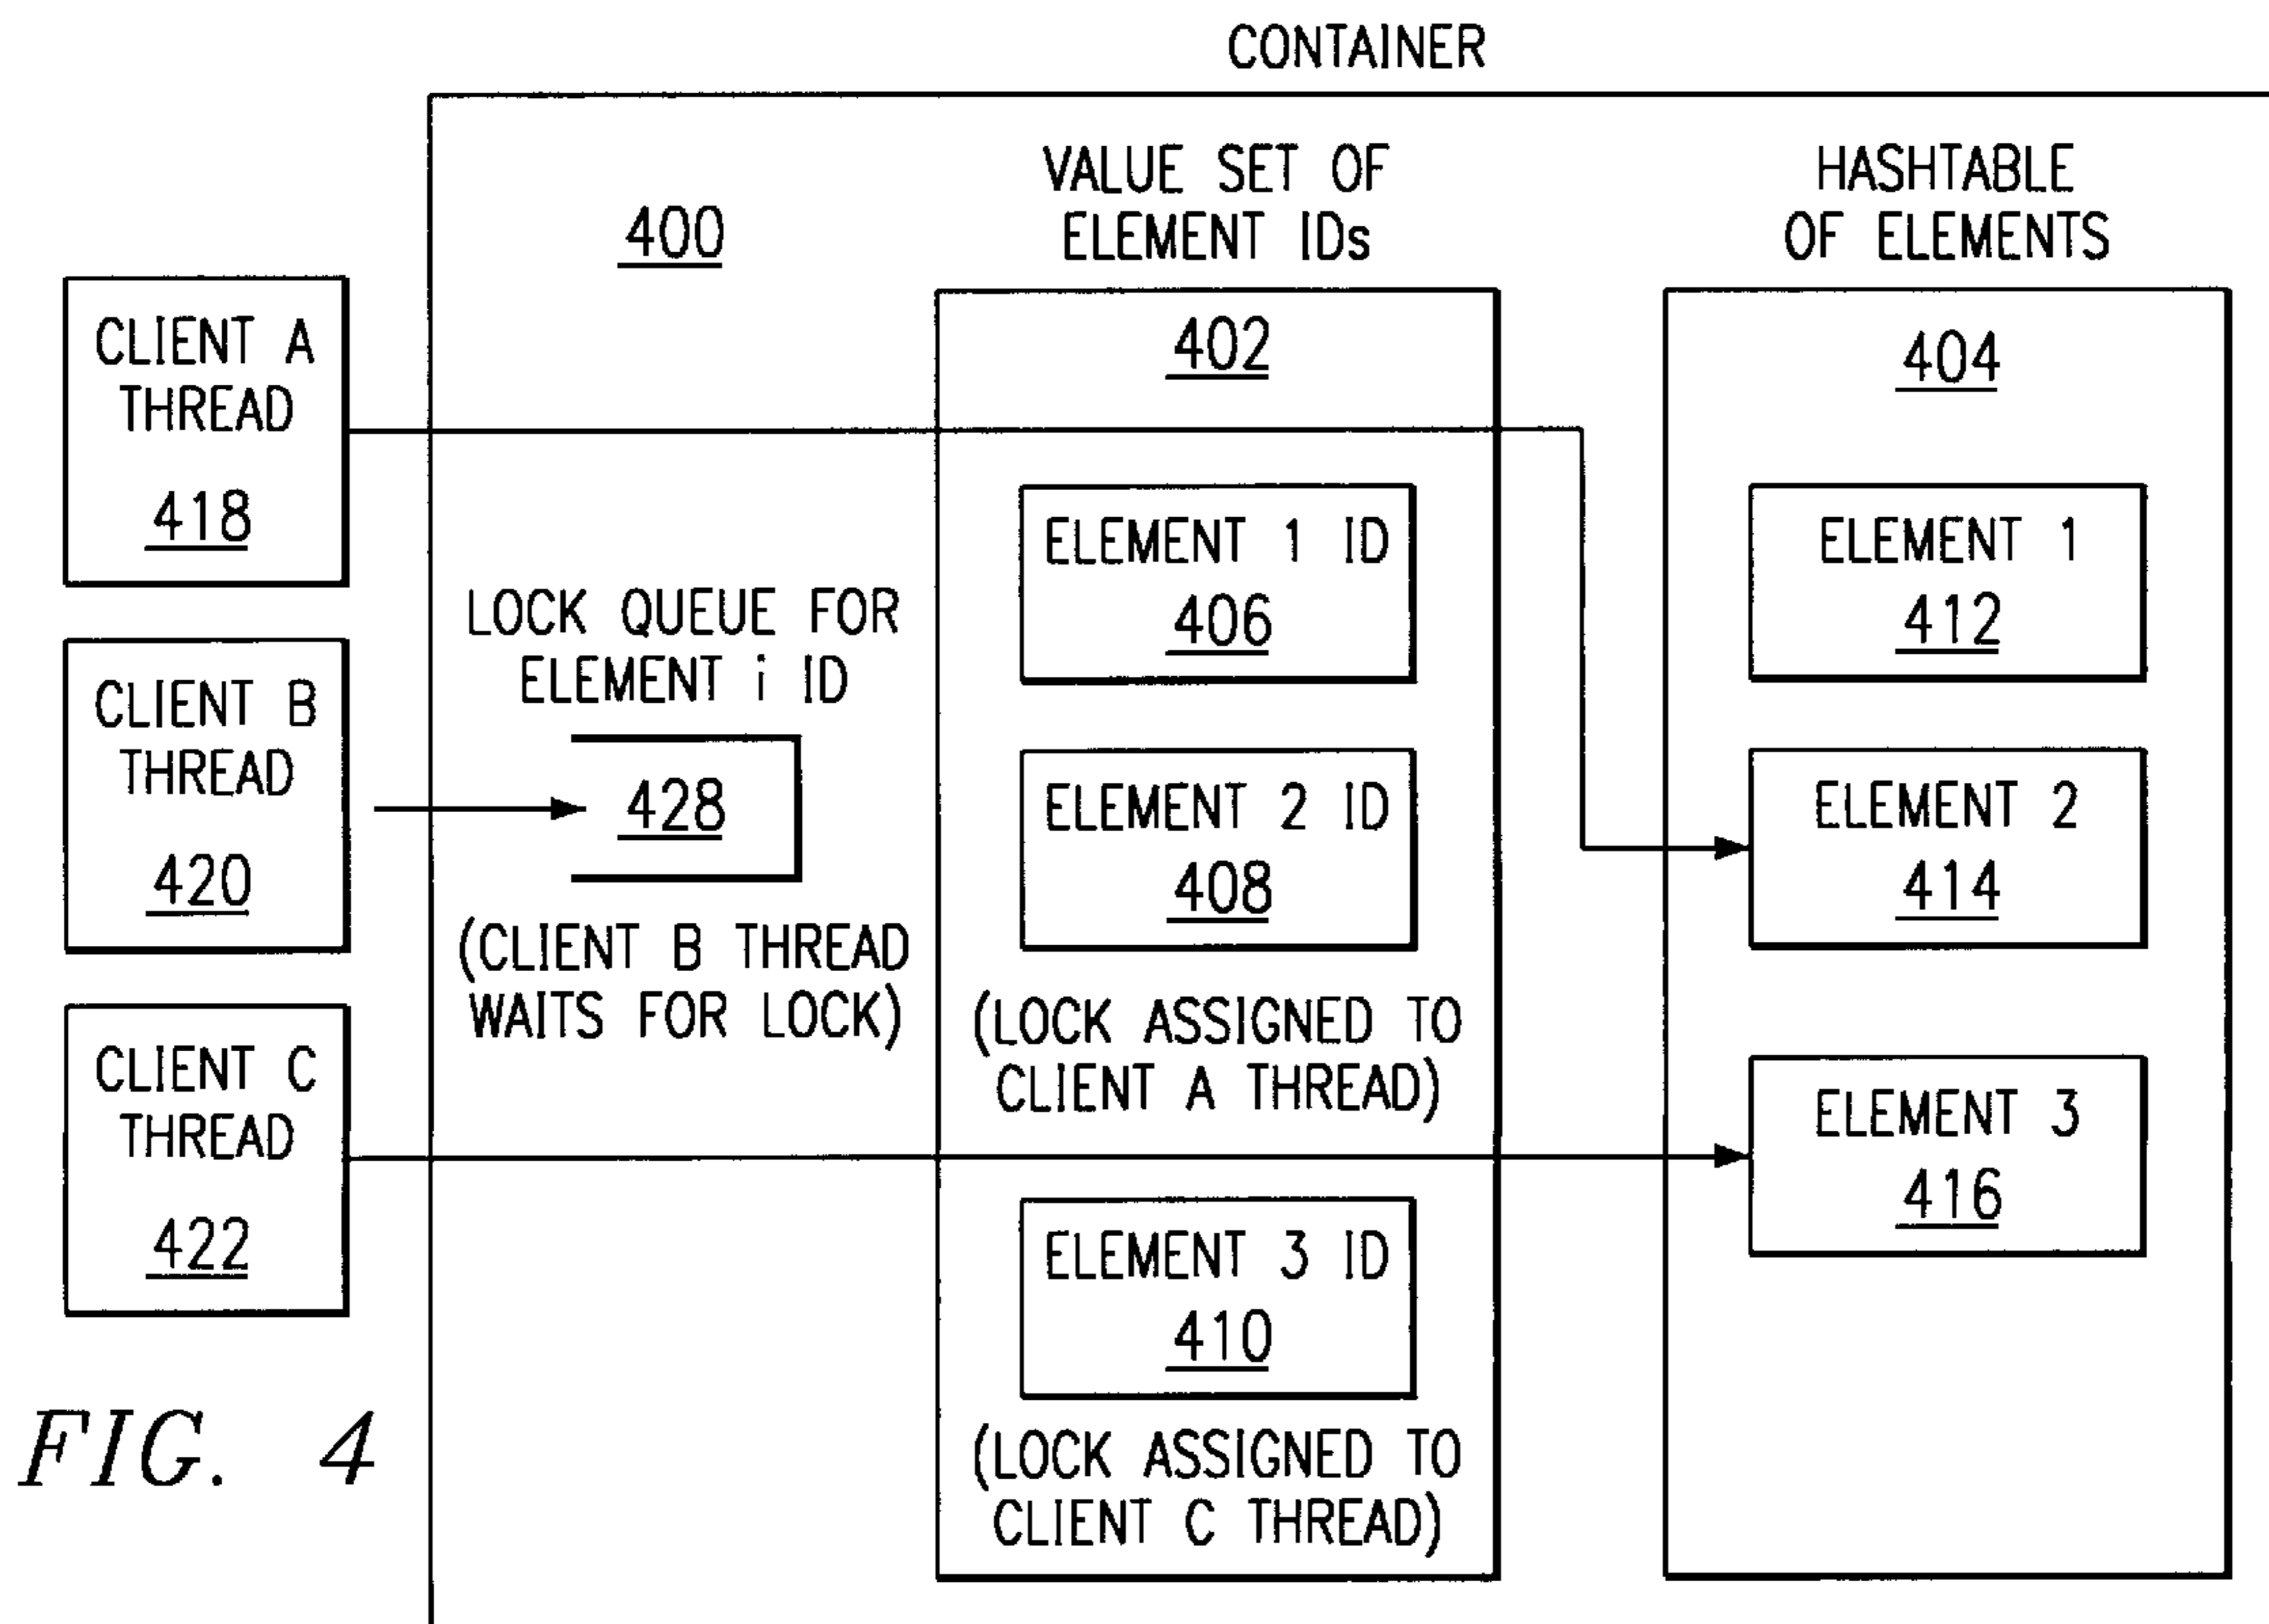 CONTAINER
400
VALUE SET OF
ELEMENT IDs
HASHTABLE
OF ELEMENTS
CLIENT A
THREAD
418
CLIENT B
THREAD
420
CLIENT C
THREAD
422
LOCK QUEUE FOR
ELEMENT i ID
428
(CLIENT B THREAD
WAITS FOR LOCK)
402
ELEMENT 1 ID
406
ELEMENT 2 ID
408
(LOCK ASSIGNED TO
CLIENT A THREAD)
ELEMENT 3 ID
410
(LOCK ASSIGNED TO
CLIENT C THREAD)
404
ELEMENT 1
412
ELEMENT 2
414
ELEMENT 3
416
FIG. 4